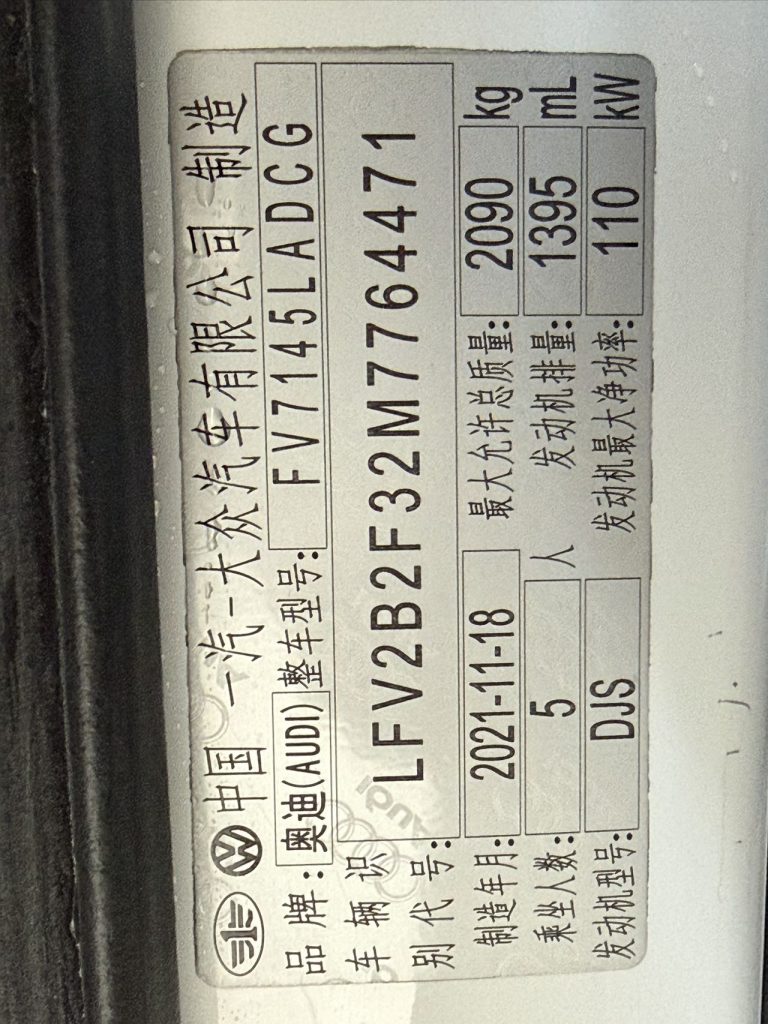 中国 一汽-大众汽车有限公司 制造
品牌: 奥迪(AUDI) 整车型号: FV7145LADCG
车辆识别代号: LFV2B2F32M7764471
制造年月: 2021-11-18 最大允许总质量: 2090 kg
乘坐人数: 5 人 发动机排量: 1395 mL
发动机型号: DJS 发动机最大净功率: 110 kW
Audi